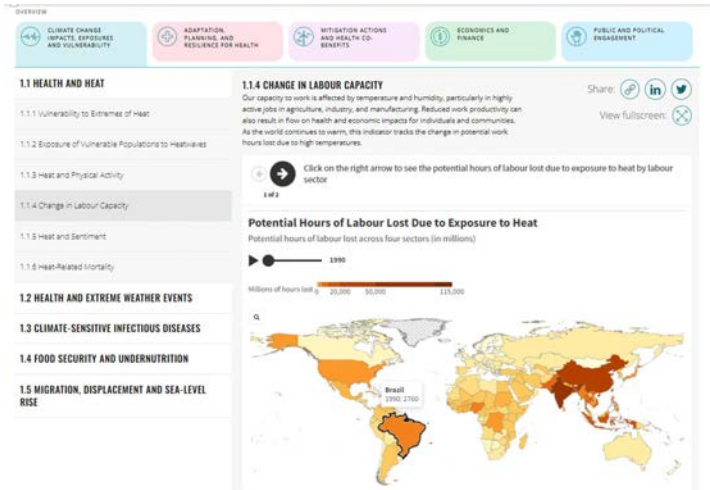 OVERVIEW
CLIMATE CHANGE
IMPACTS, EXPOSURES
AND VULNERABILITY
ADAPTATION,
PLANNING, AND
RESILIENCE FOR HEALTH
MITIGATION ACTIONS
AND HEALTH CO-
BENEFITS
ECONOMICS AND
FINANCE
PUBLIC AND POLITICAL
ENGAGEMENT
1.1 HEALTH AND HEAT
1.1.1 Vulnerability to Extremes of Heat
1.1.2 Exposure of Vulnerable Populations to Heatwaves
1.1.3 Heat and Physical Activity
1.1.4 Change in Labour Capacity
1.1.5 Heat and Sentiment
1.1.6 Heat-Related Mortality
1.2 HEALTH AND EXTREME WEATHER EVENTS
1.3 CLIMATE-SENSITIVE INFECTIOUS DISEASES
1.4 FOOD SECURITY AND UNDERNUTRITION
1.5 MIGRATION, DISPLACEMENT AND SEA-LEVEL
RISE
1.1.4 CHANGE IN LABOUR CAPACITY
Our capacity to work is affected by temperature and humidity, particularly in highly
active jobs in agriculture, industry, and manufacturing. Reduced work productivity can
also result in flow on health and economic impacts for individuals and communities.
As the world continues to warm, this indicator tracks the change in potential work
hours lost due to high temperatures.
Share: in
View fullscreen:
Click on the right arrow to see the potential hours of labour lost due to exposure to heat by labour
sector
1 of 2
Potential Hours of Labour Lost Due to Exposure to Heat
Potential hours of labour lost across four sectors (in millions)
1990
Millions of hours lost 0 20,000 50,000 115,000
Brazil
1990: 2760